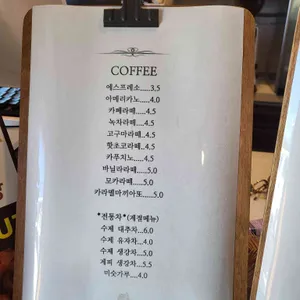 COFFEE
에스프레소.....3.5
아메리카노....4.0
카페라떼....4.5
녹차라떼....4.5
고구마라떼....4.5
핫초코라떼....4.5
카푸치노....4.5
바닐라라떼.....5.0
모카라떼.....5.0
카라멜마끼아또.....5.0
*전통차*(계절메뉴)
수제 대추차...6.0
수제 유자차...4.0
수제 생강차...5.0
계피 생강차...5.5
미숫가루....4.0